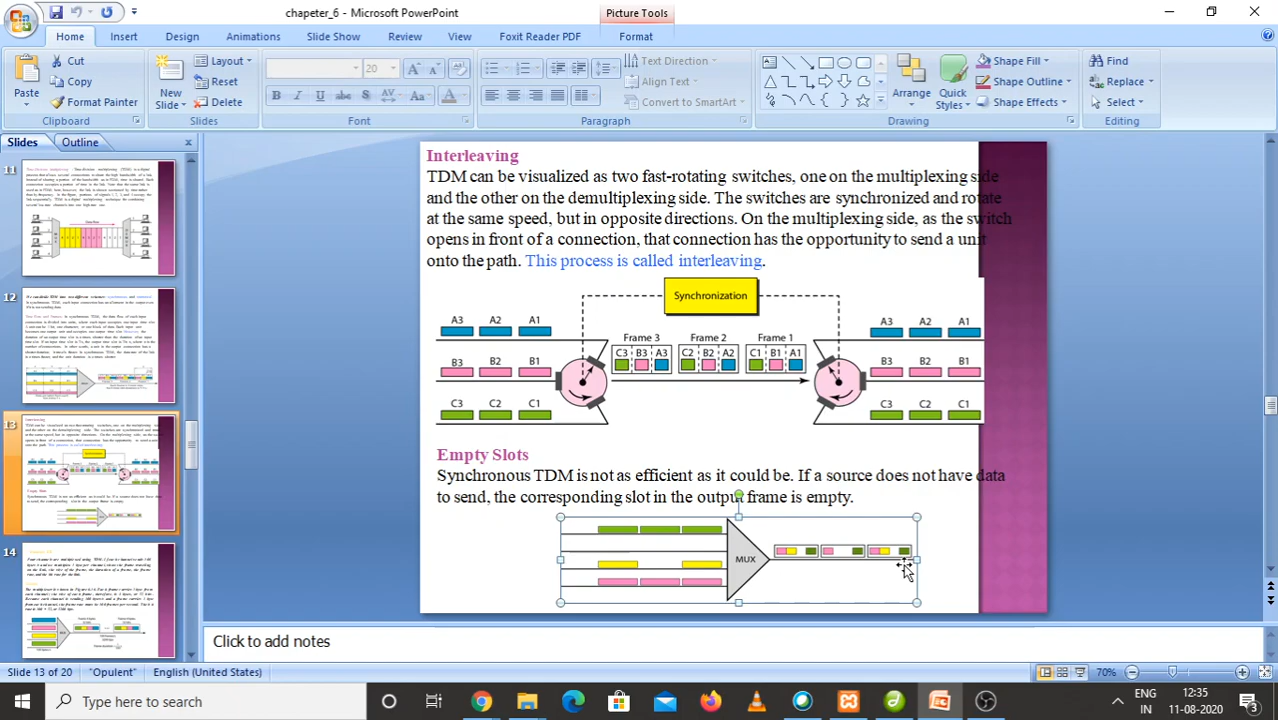 chapeter_6 - Microsoft PowerPoint
Picture Tools
Home
Insert
Design
Animations
Slide Show
Review
View
Foxit Reader PDF
Format
Paste
Cut
Copy
Format Painter
Clipboard
New
Slide
Layout
Reset
Delete
Slides
20
Font
Text Direction
Align Text
Convert to SmartArt
Paragraph
Arrange
Quick
Styles
Shape Fill
Shape Outline
Shape Effects
Drawing
Find
Replace
Select
Editing
Slides
Outline
11
12
13
14
Interleaving
TDM can be visualized as two fast-rotating switches, one on the multiplexing side
and the other on the demultiplexing side. The switches are synchronized and rotate
at the same speed, but in opposite directions. On the multiplexing side, as the switch
opens in front of a connection, that connection has the opportunity to send a unit
onto the path. This process is called interleaving.
Synchronization
A3 A2 A1
Frame 3 Frame 2 Frame 1
A3 A2 A1
C3 B3 A3 C2 B2 A2 C1 B1
B3 B2 B1
B3 B2 B1
C3 C2 C1
C3 C2 C1
Empty Slots
Synchronous TDM is not as efficient as it could be. If a source does not have data
to send, the corresponding slot in the output frame is empty.
MUX
Click to add notes
Slide 13 of 20
"Opulent"
English (United States)
70%
Type here to search
ENG
IN
12:35
11-08-2020
3